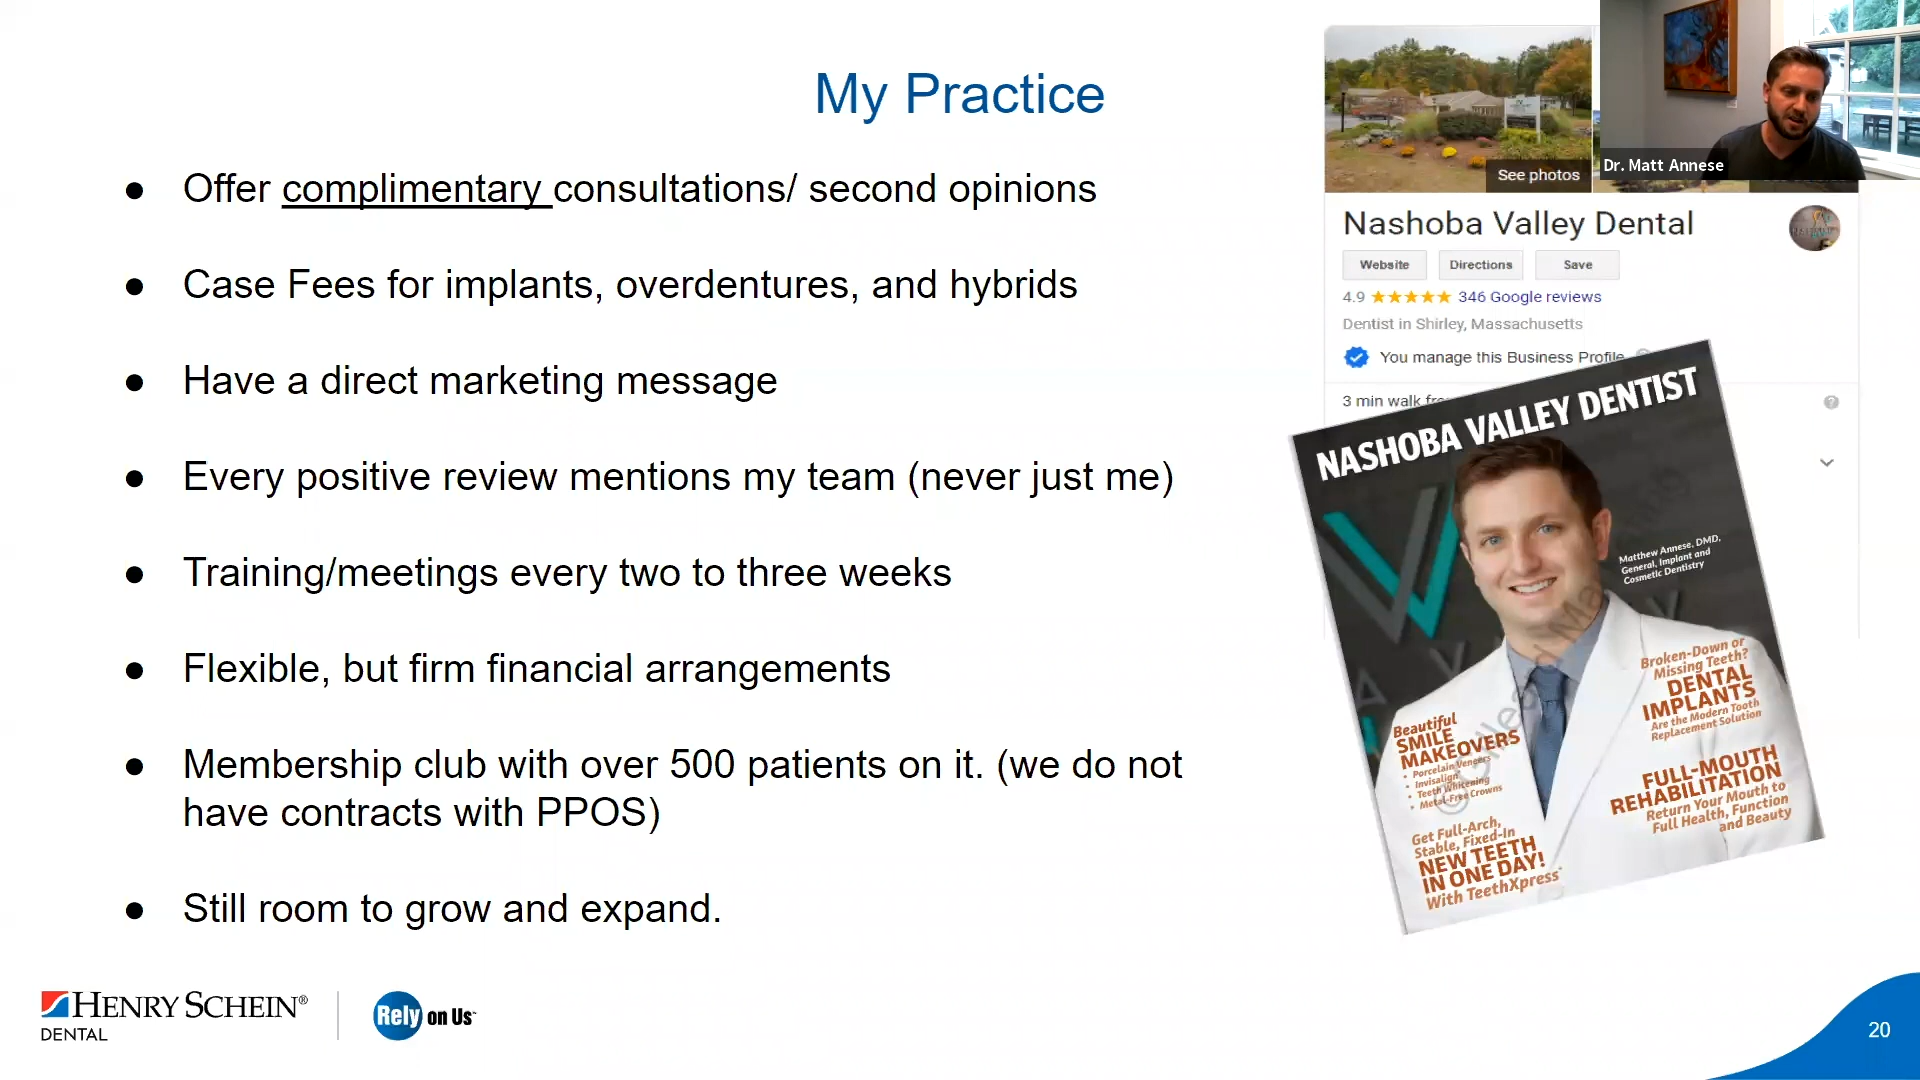 My Practice
● Offer complimentary consultations/ second opinions
● Case Fees for implants, overdentures, and hybrids
● Have a direct marketing message
● Every positive review mentions my team (never just me)
● Training/meetings every two to three weeks
● Flexible, but firm financial arrangements
● Membership club with over 500 patients on it. (we do not
have contracts with PPOS)
● Still room to grow and expand.
See photos
Dr. Matt Annese
Nashoba Valley Dental
Website Directions Save
4.9 ★★★★★ 346 Google reviews
Dentist in Shirley, Massachusetts
You manage this Business Profile
3 min walk
NASHOBA VALLEY DENTIST
Matthew Annese, DMD,
General, Implant and
Cosmetic Dentistry
Broken-Down or
Missing Teeth?
DENTAL
IMPLANTS
Are the Modern Tooth
Replacement Solution
Beautiful
SMILE
MAKEOVERS
• Porcelain Veneers
• Invisalign
• Teeth Whitening
• Metal-Free Crowns
FULL-MOUTH
REHABILITATION
Return Your Mouth to
Full Health, Function
and Beauty
Get Full-Arch,
Stable, Fixed-In
NEW TEETH
IN ONE DAY!
With TeethXpress
HENRY SCHEIN®
DENTAL
Rely on Us™
20